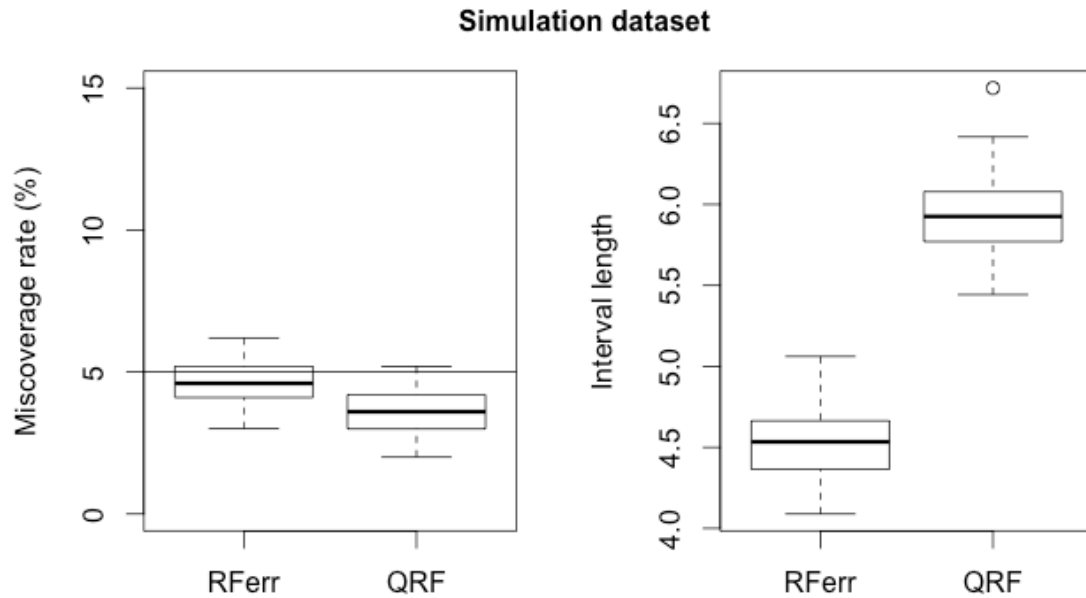 Simulation dataset
Miscoverage rate (%)
15
10
5
0
RFerr QRF
Interval length
6.5
6.0
5.5
5.0
4.5
4.0
RFerr QRF